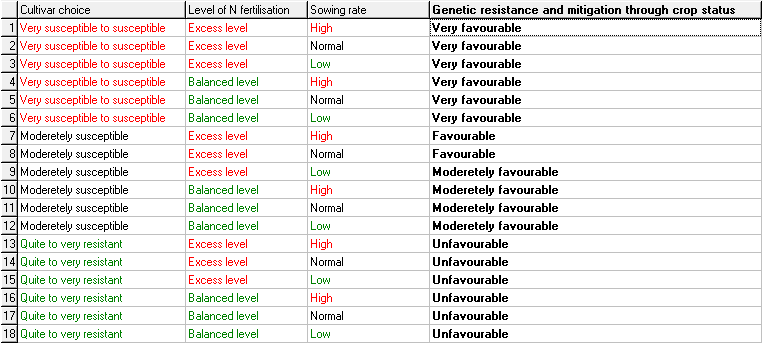 Cultivar choice Level of N fertilisation Sowing rate Genetic resistance and mitigation through crop status
1 Very susceptible to susceptible Excess level High Very favourable
2 Very susceptible to susceptible Excess level Normal Very favourable
3 Very susceptible to susceptible Excess level Low Very favourable
4 Very susceptible to susceptible Balanced level High Very favourable
5 Very susceptible to susceptible Balanced level Normal Very favourable
6 Very susceptible to susceptible Balanced level Low Very favourable
7 Moderetely susceptible Excess level High Favourable
8 Moderetely susceptible Excess level Normal Favourable
9 Moderetely susceptible Excess level Low Moderetely favourable
10 Moderetely susceptible Balanced level High Moderetely favourable
11 Moderetely susceptible Balanced level Normal Moderetely favourable
12 Moderetely susceptible Balanced level Low Moderetely favourable
13 Quite to very resistant Excess level High Unfavourable
14 Quite to very resistant Excess level Normal Unfavourable
15 Quite to very resistant Excess level Low Unfavourable
16 Quite to very resistant Balanced level High Unfavourable
17 Quite to very resistant Balanced level Normal Unfavourable
18 Quite to very resistant Balanced level Low Unfavourable